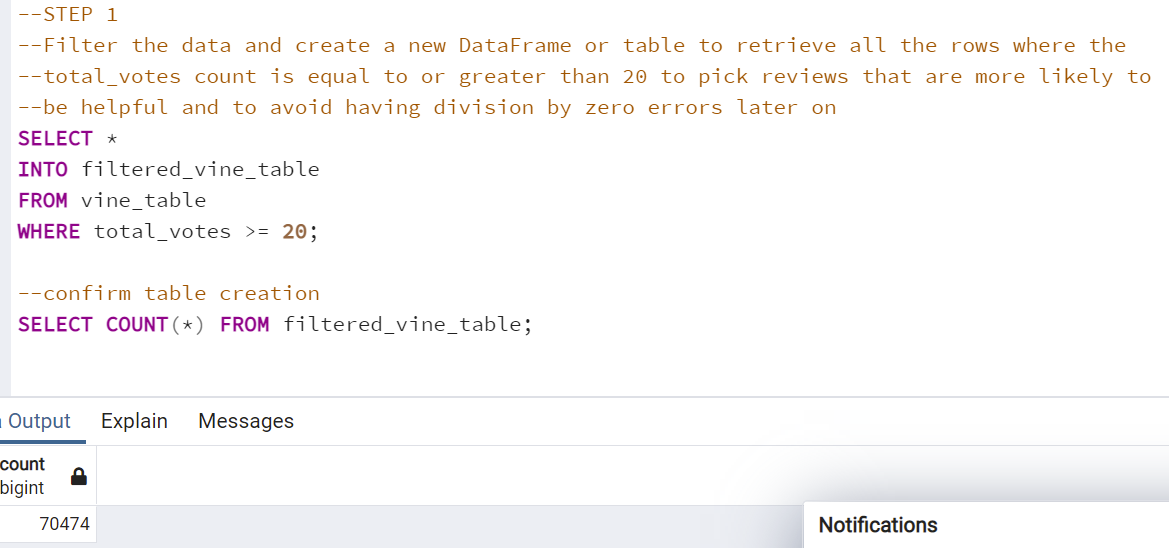 --STEP 1
--Filter the data and create a new DataFrame or table to retrieve all the rows where the
--total_votes count is equal to or greater than 20 to pick reviews that are more likely to
--be helpful and to avoid having division by zero errors later on
SELECT *
INTO filtered_vine_table
FROM vine_table
WHERE total_votes >= 20;
--confirm table creation
SELECT COUNT(*) FROM filtered_vine_table;
Output Explain Messages
count
bigint
70474
Notifications